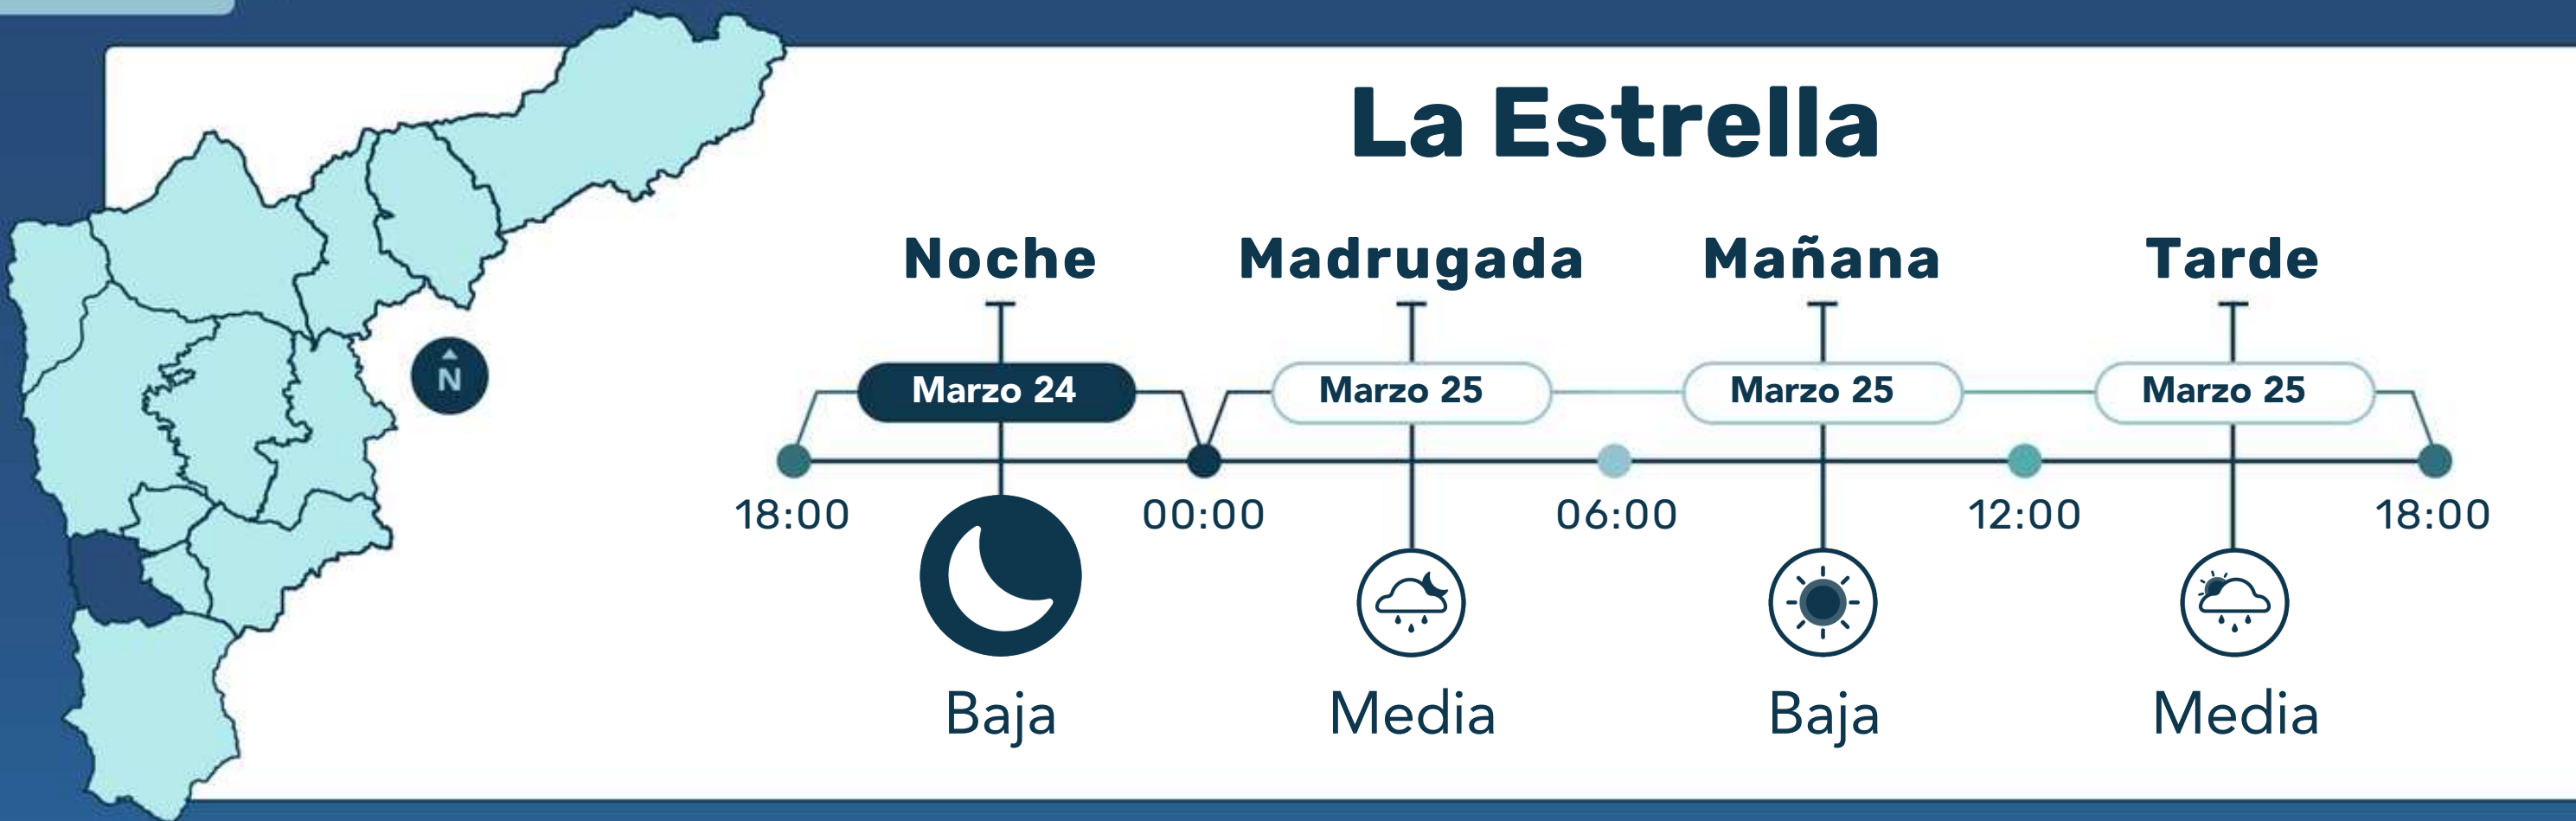 La Estrella
Noche Madrugada Mañana Tarde
N
Marzo 24 Marzo 25 Marzo 25 Marzo 25
18:00 00:00 06:00 12:00 18:00
Baja Media Baja Media